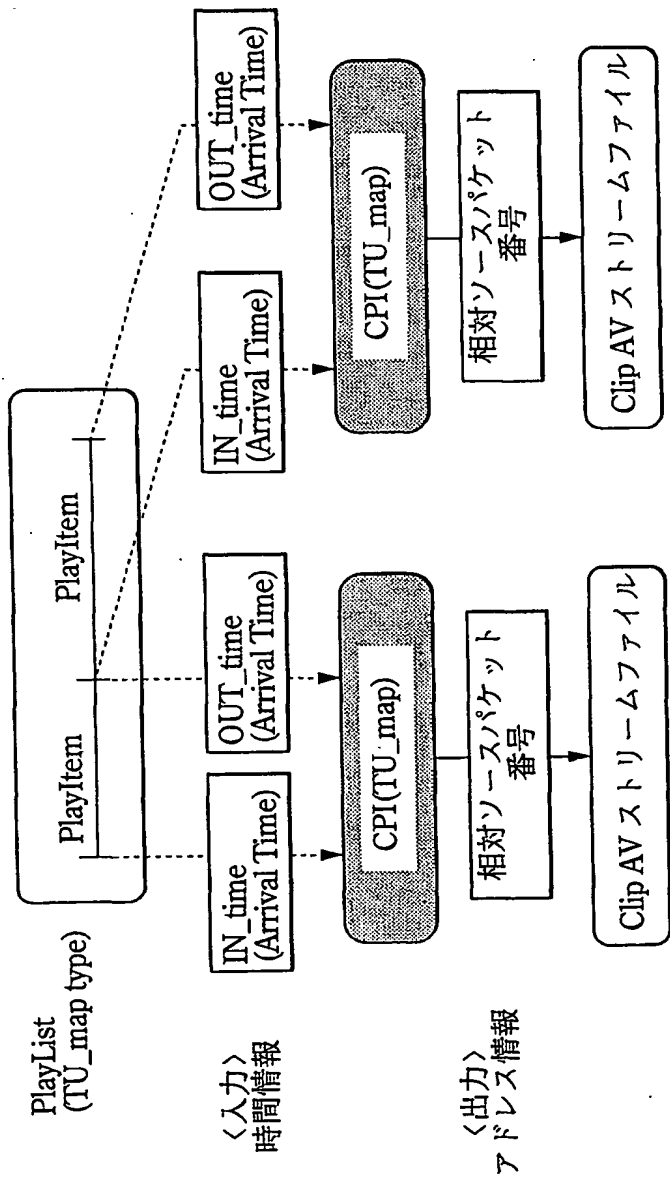 PlayList
(TU_map type)
PlayItem
PlayItem
〈入力〉
時間情報
IN_time
(Arrival Time)
OUT_time
(Arrival Time)
IN_time
(Arrival Time)
OUT_time
(Arrival Time)
CPI(TU_map)
CPI(TU_map)
〈出力〉
アドレス情報
相対ソースパケット
番号
相対ソースパケット
番号
Clip AV ストリームファイル
Clip AV ストリームファイル